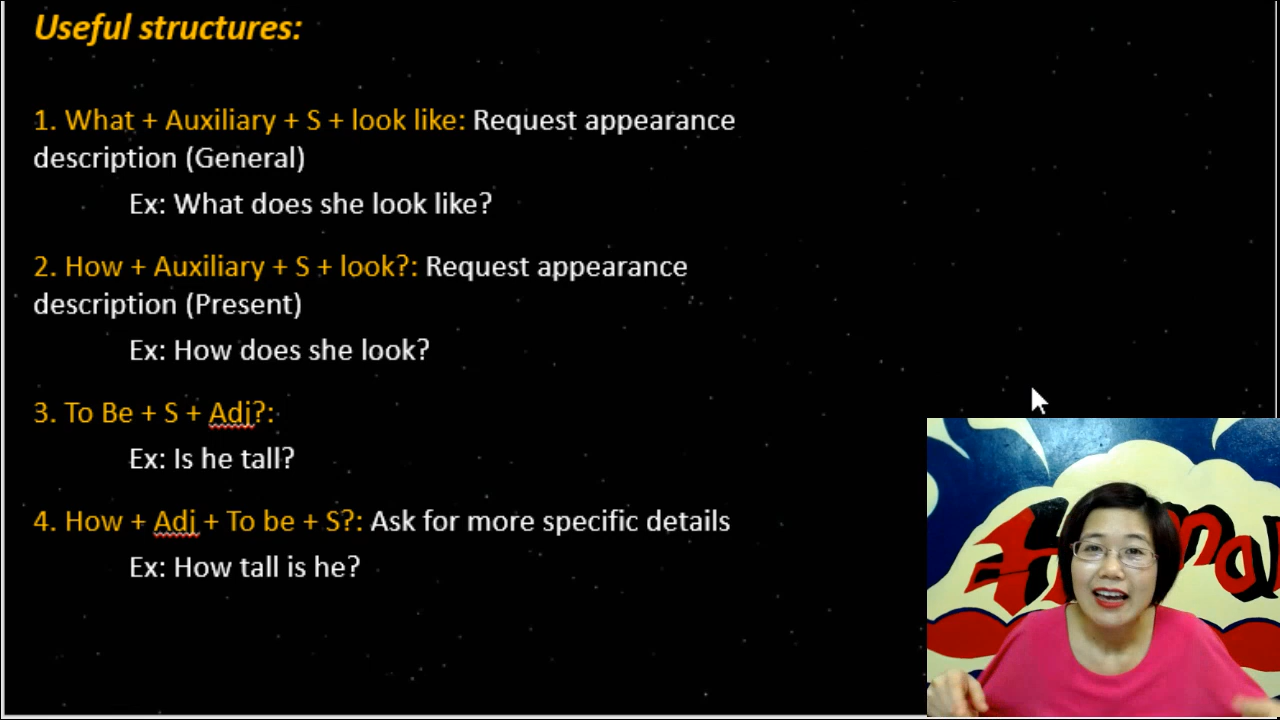 Useful structures:
1. What + Auxiliary + S + look like: Request appearance
description (General)
Ex: What does she look like?
2. How + Auxiliary + S + look?: Request appearance
description (Present)
Ex: How does she look?
3. To Be + S + Adj?:
Ex: Is he tall?
4. How + Adj + To be + S?: Ask for more specific details
Ex: How tall is he?